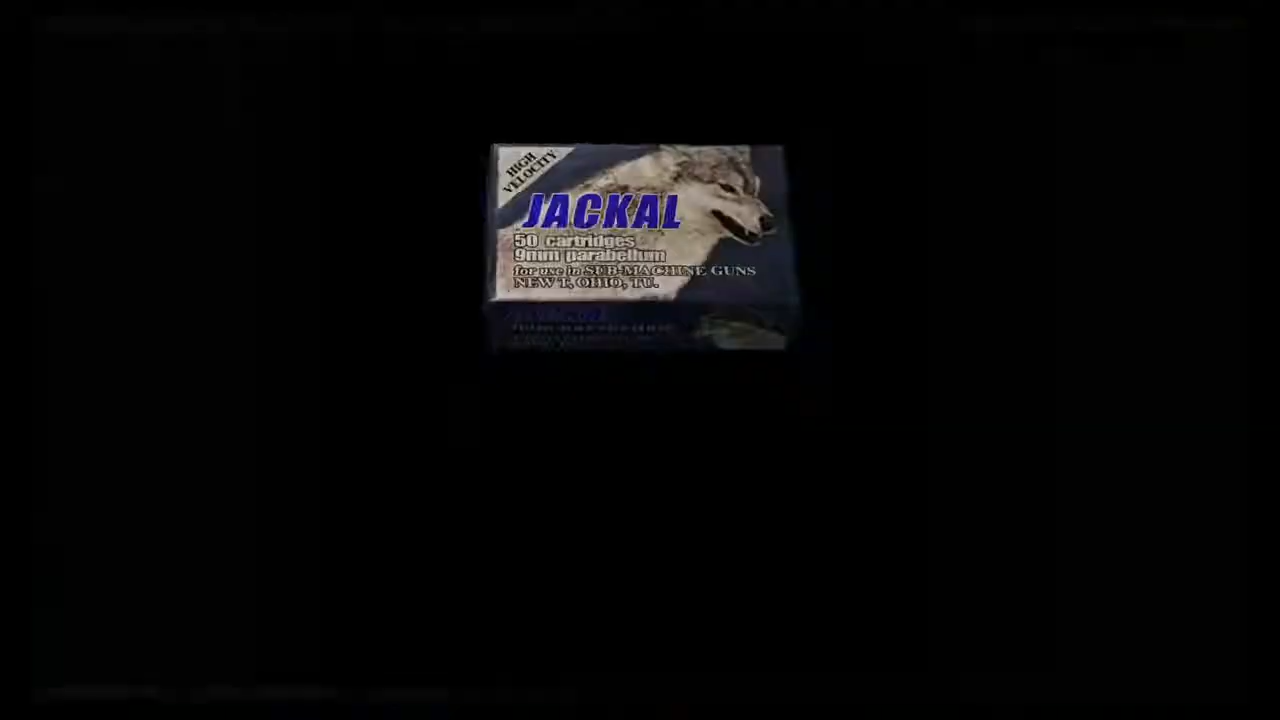 HIGH
VELOCITY
JACKAL
50 cartridges
9mm parabellum
for use in SUB-MACHINE GUNS
NEW T, OHIO, TU.